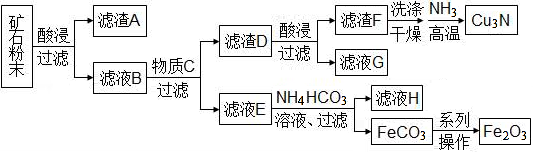 矿石粉末
酸浸
过滤
滤渣A
滤液B
物质C
过滤
滤渣D
滤液E
酸浸
过滤
滤渣F
滤液G
洗涤
干燥
NH₃
高温
Cu₃N
NH₄HCO₃
溶液、过滤
滤液H
FeCO₃
系列
操作
Fe₂O₃